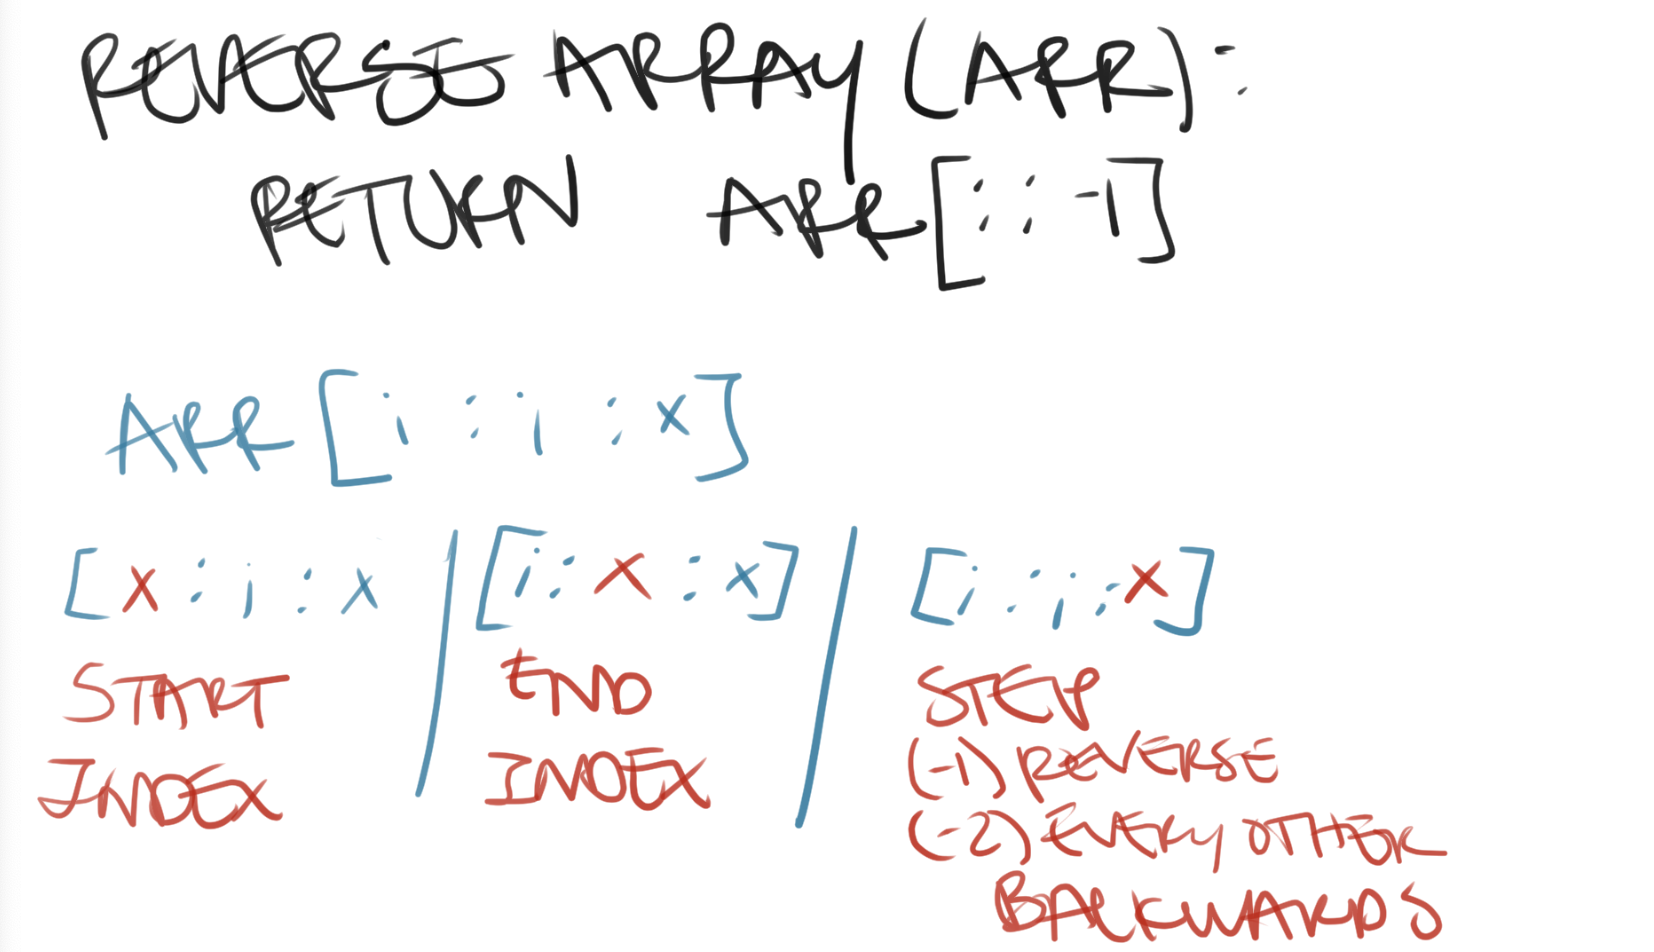 REVERSE ARRAY (ARR):
RETURN ARR[::-1]
ARR[i:i:x]
[x:i:x / [i:x:x] / [i:i:x]
START END STEP
INDEX INDEX (-1) REVERSE
(-2) EVERY OTHER
BACKWARDS